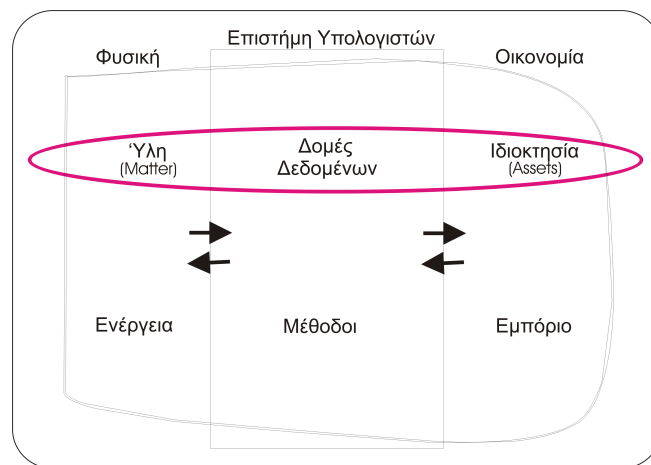 Φυσική
Επιστήμη Υπολογιστών
Οικονομία
Ύλη
(Matter)
Δομές
Δεδομένων
Ιδιοκτησία
(Assets)
Ενέργεια
Μέθοδοι
Εμπόριο